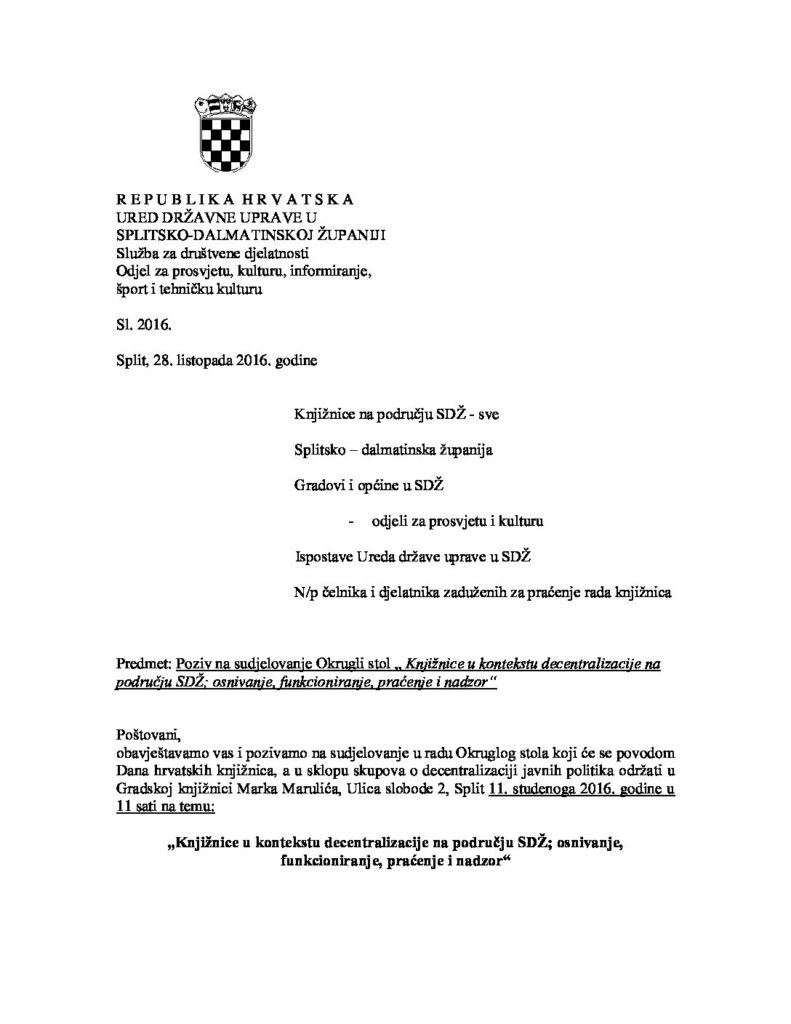 R E P U B L I K A  H R V A T S K A
URED DRŽAVNE UPRAVE U
SPLITSKO-DALMATINSKOJ ŽUPANIJI
Služba za društvene djelatnosti
Odjel za prosvjetu, kulturu, informiranje,
šport i tehničku kulturu
Sl. 2016.
Split, 28. listopada 2016. godine
Knjižnice na području SDŽ - sve
Splitsko – dalmatinska županija
Gradovi i općine u SDŽ
- odjeli za prosvjetu i kulturu
Ispostave Ureda države uprave u SDŽ
N/p čelnika i djelatnika zaduženih za praćenje rada knjižnica
Predmet: Poziv na sudjelovanje Okrugli stol „ Knjižnice u kontekstu decentralizacije na
području SDŽ; osnivanje, funkcioniranje, praćenje i nadzor“
Poštovani,
obavještavamo vas i pozivamo na sudjelovanje u radu Okruglog stola koji će se povodom
Dana hrvatskih knjižnica, a u sklopu skupova o decentralizaciji javnih politika održati u
Gradskoj knjižnici Marka Marulića, Ulica slobode 2, Split 11. studenoga 2016. godine u
11 sati na temu:
„Knjižnice u kontekstu decentralizacije na području SDŽ; osnivanje,
funkcioniranje, praćenje i nadzor“